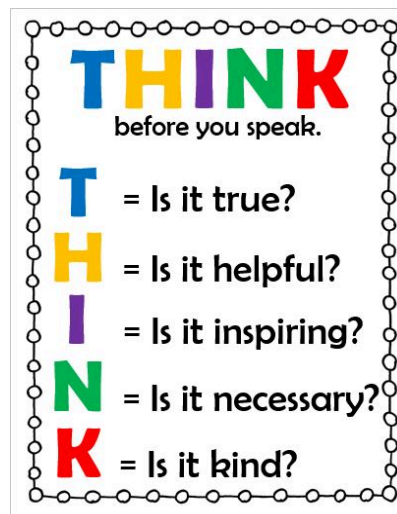 THINK
before you speak.
T = Is it true?
H = Is it helpful?
I = Is it inspiring?
N = Is it necessary?
K = Is it kind?